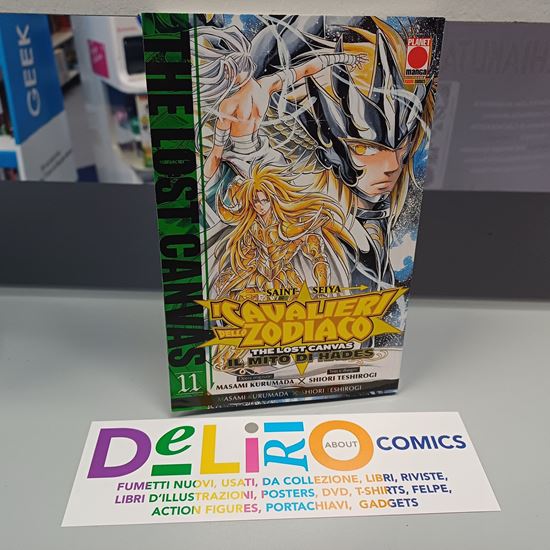 GEEK
PLANET
manga
THE LOST CANVAS
SAINT SEIYA
I CAVALIERI
DELLO ZODIACO
THE LOST CANVAS
IL MITO DI HADES
MASAMI KURUMADA × SHIORI TESHIROGI
MASAMI KURUMADA × SHIORI TESHIROGI
11
DeLiRiO ABOUT COMICS
FUMETTI NUOVI, USATI, DA COLLEZIONE, LIBRI, RIVISTE,
LIBRI D'ILLUSTRAZIONI, POSTERS, DVD, T-SHIRTS, FELPE,
ACTION FIGURES, PORTACHIAVI, GADGETS